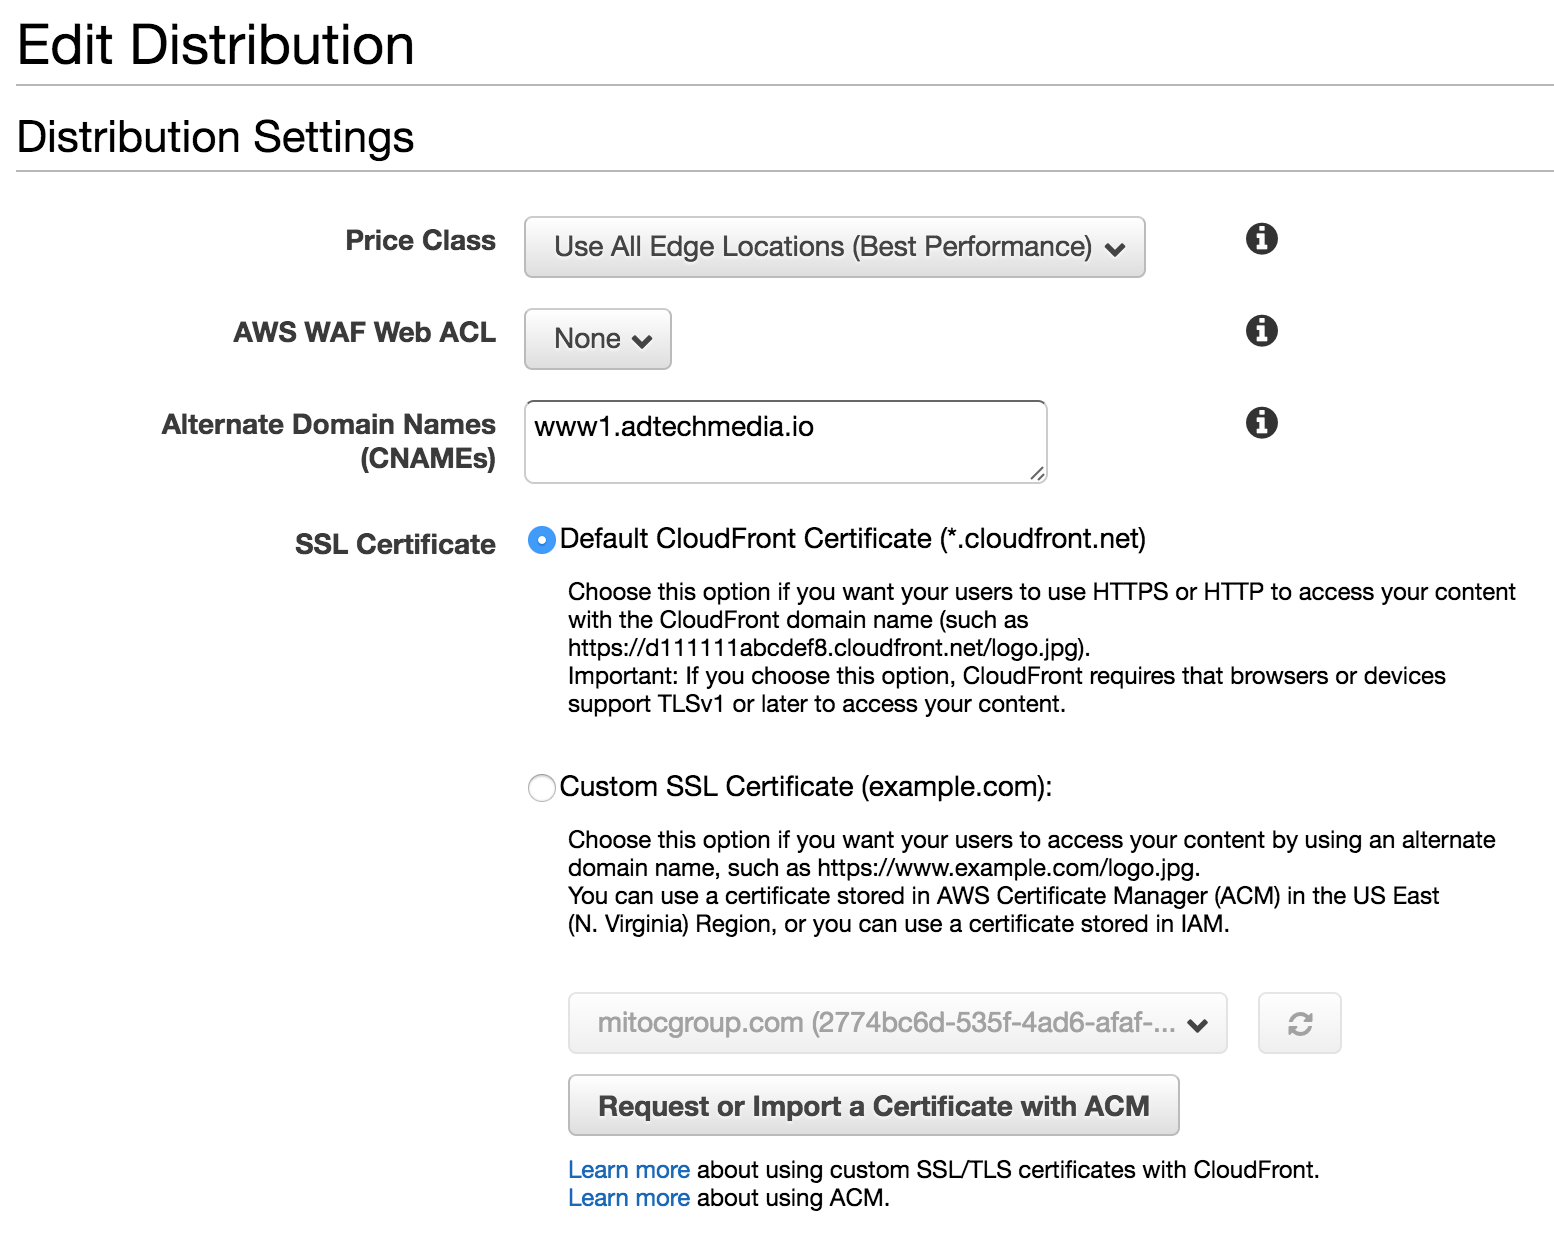 Edit Distribution
Distribution Settings
Price Class
Use All Edge Locations (Best Performance)
AWS WAF Web ACL
None
Alternate Domain Names
(CNAMEs)
www1.adtechmedia.io
SSL Certificate
Default CloudFront Certificate (*.cloudfront.net)
Choose this option if you want your users to use HTTPS or HTTP to access your content
with the CloudFront domain name (such as
https://d111111abcdef8.cloudfront.net/logo.jpg).
Important: If you choose this option, CloudFront requires that browsers or devices
support TLSv1 or later to access your content.
Custom SSL Certificate (example.com):
Choose this option if you want your users to access your content by using an alternate
domain name, such as https://www.example.com/logo.jpg.
You can use a certificate stored in AWS Certificate Manager (ACM) in the US East
(N. Virginia) Region, or you can use a certificate stored in IAM.
mitocgroup.com (2774bc6d-535f-4ad6-afaf-...
Request or Import a Certificate with ACM
Learn more about using custom SSL/TLS certificates with CloudFront.
Learn more about using ACM.